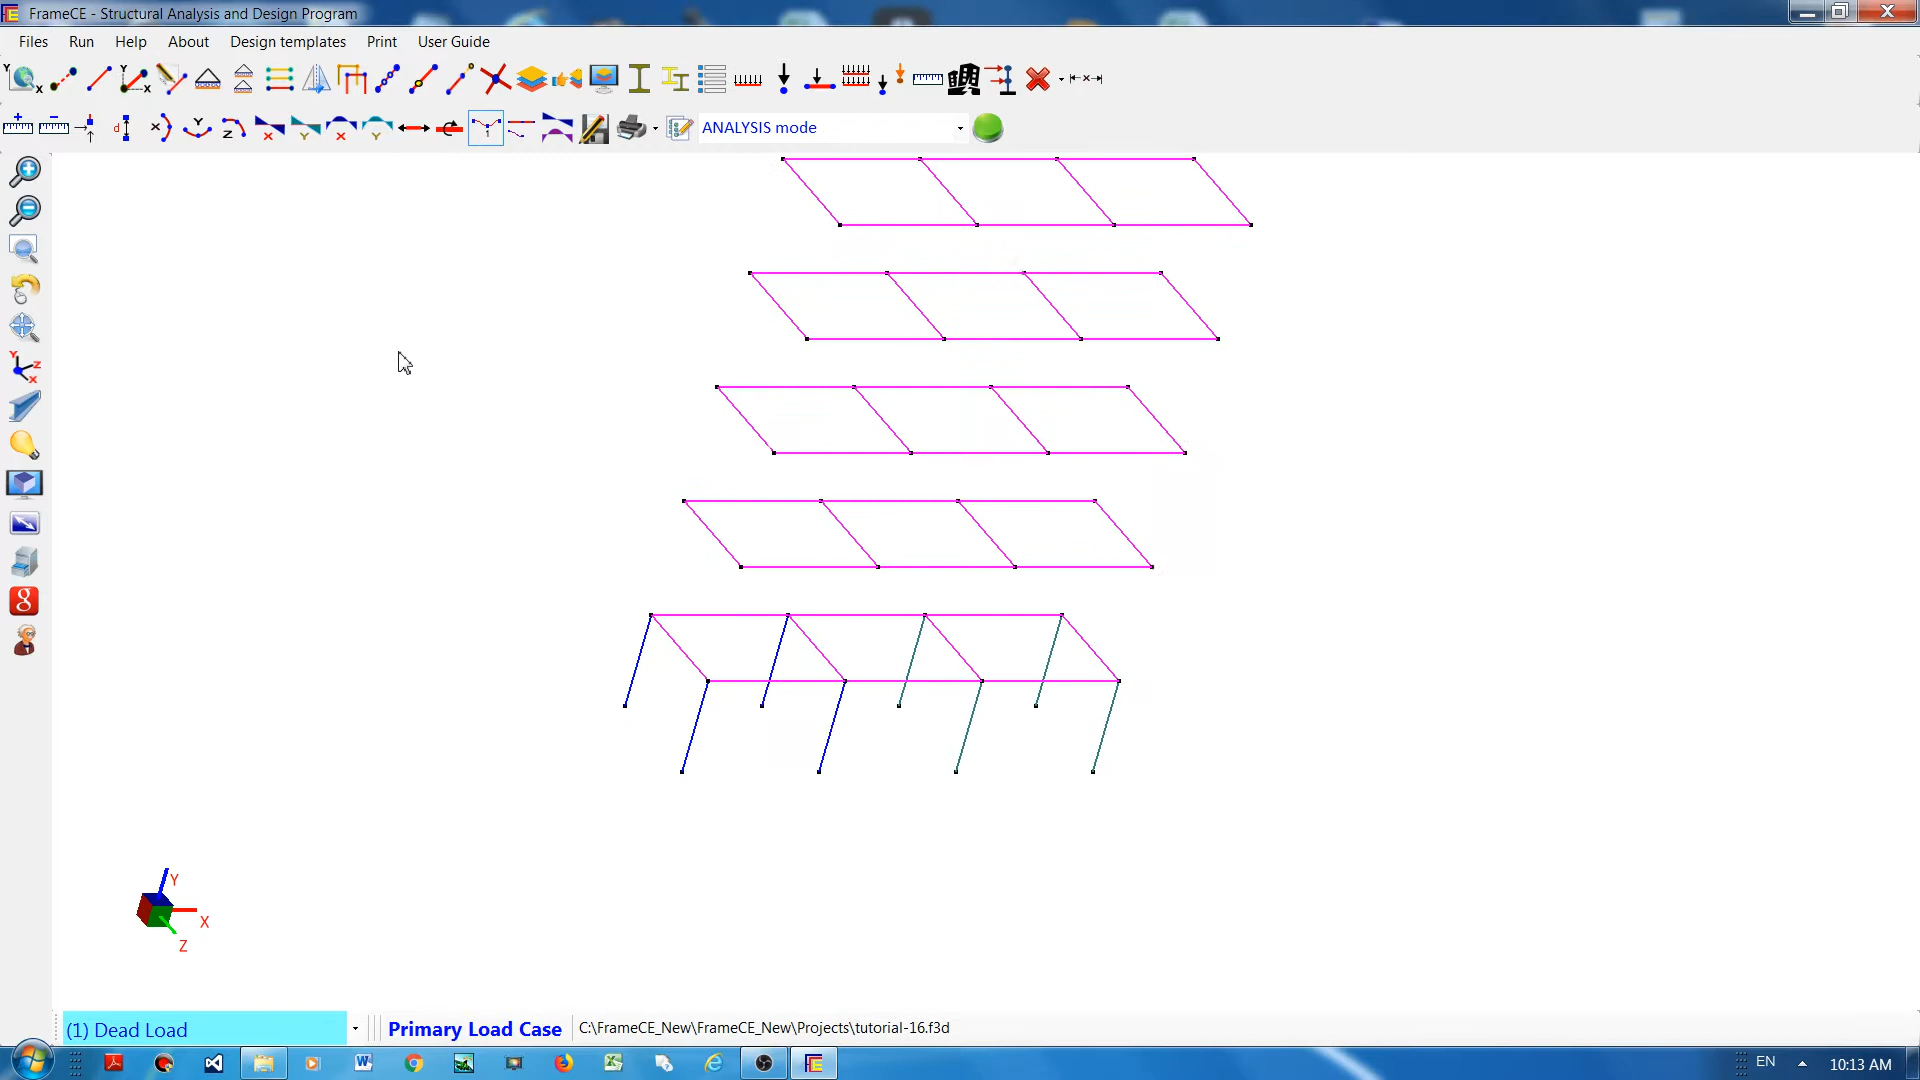 FrameCE - Structural Analysis and Design Program
Files Run Help About Design templates Print User Guide
ANALYSIS mode
Y
X
Z
(1) Dead Load
Primary Load Case
C:\FrameCE_New\FrameCE_New\Projects\tutorial-16.f3d
EN
10:13 AM